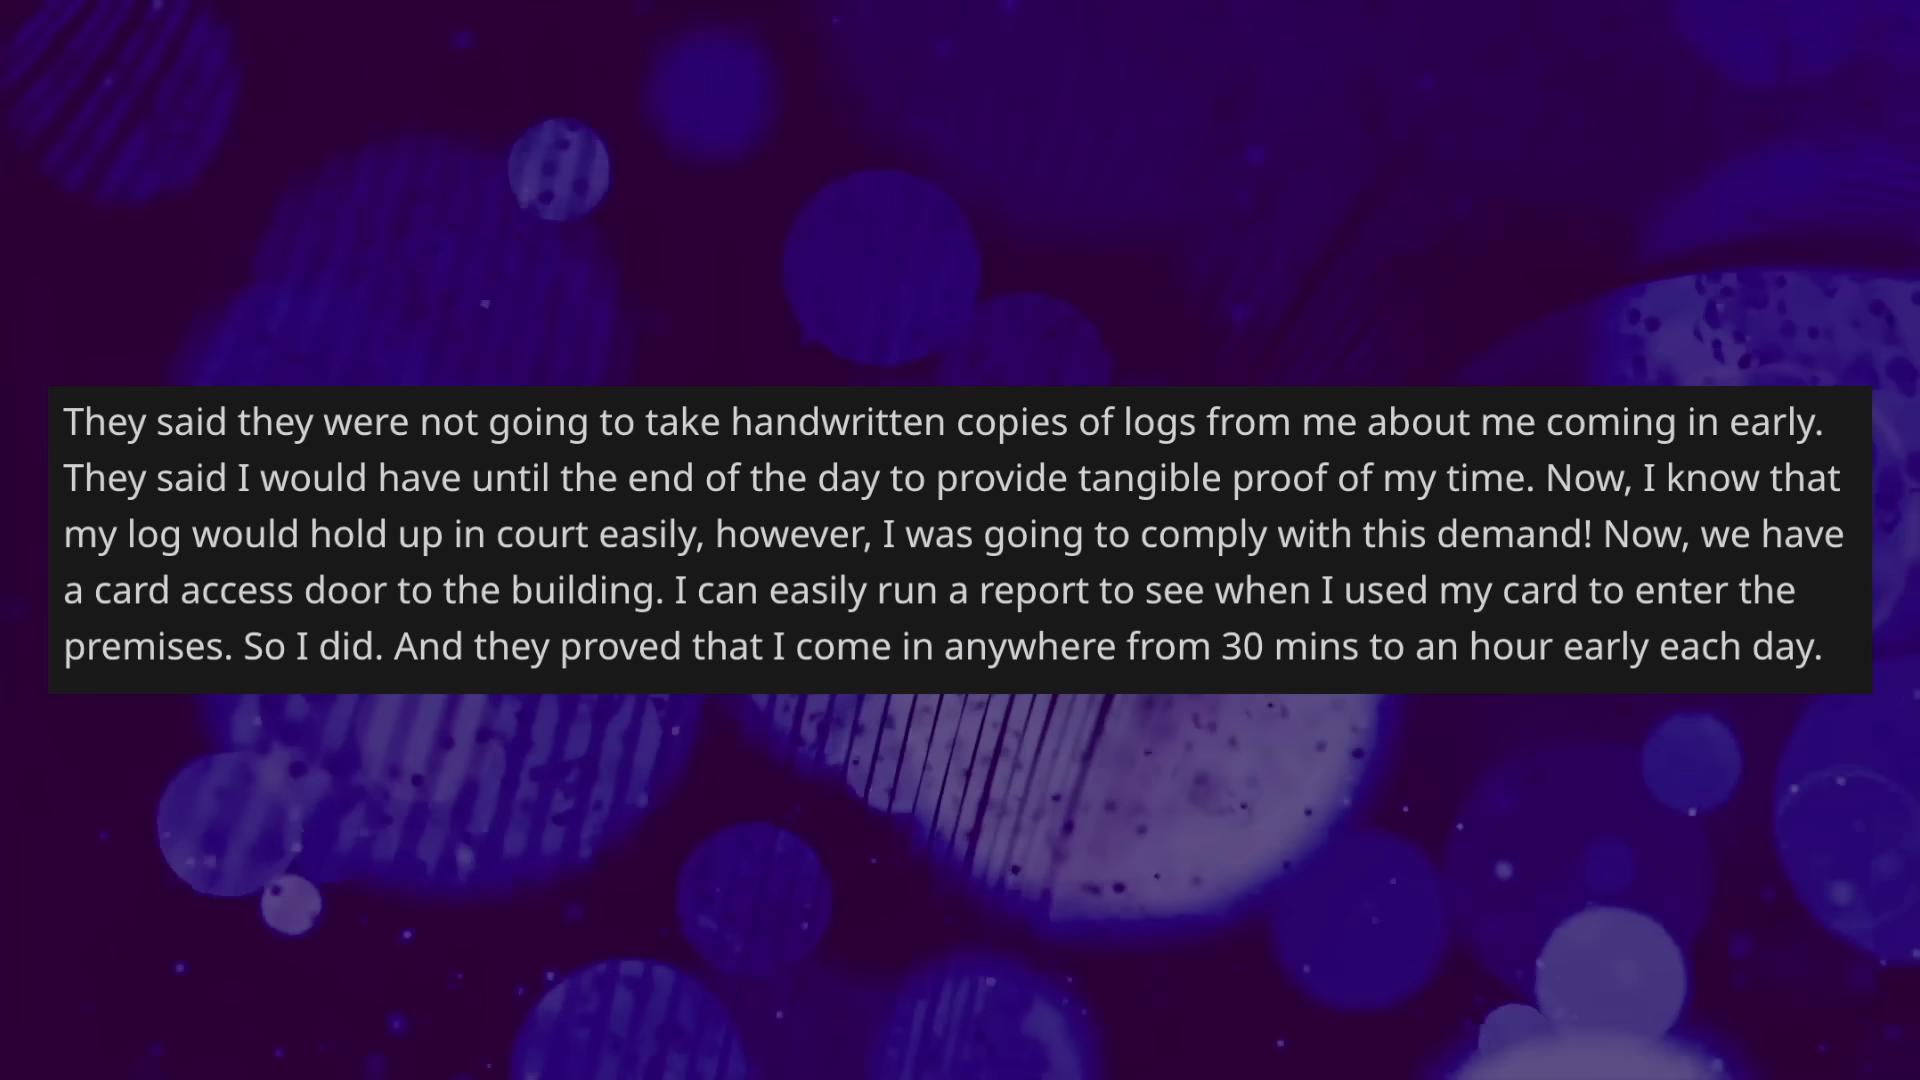 They said they were not going to take handwritten copies of logs from me about me coming in early.
They said I would have until the end of the day to provide tangible proof of my time. Now, I know that
my log would hold up in court easily, however, I was going to comply with this demand! Now, we have
a card access door to the building. I can easily run a report to see when I used my card to enter the
premises. So I did. And they proved that I come in anywhere from 30 mins to an hour early each day.